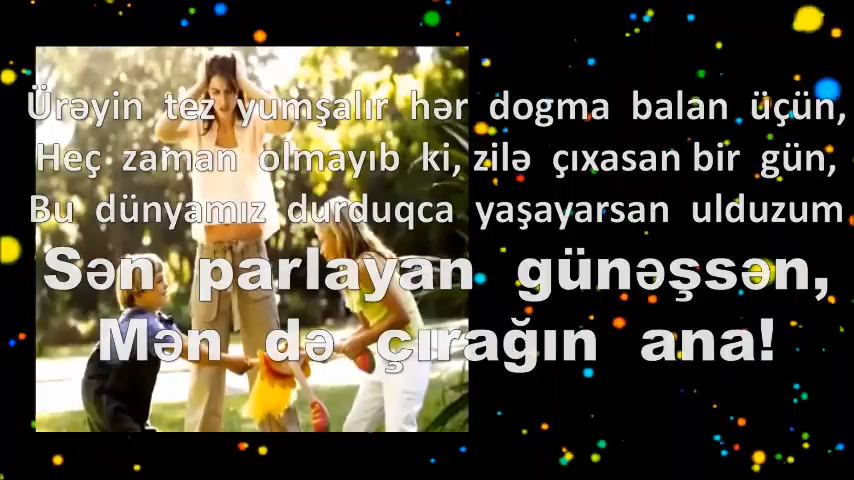 Ürəyin tez yumşalır hər dogma balan üçün,
Heç zaman olmayıb ki, zilə çıxasan bir gün,
Bu dünyamız durduqca yaşayarsan ulduzum
Sən parlayan günəşsən,
Mən də çırağın ana!